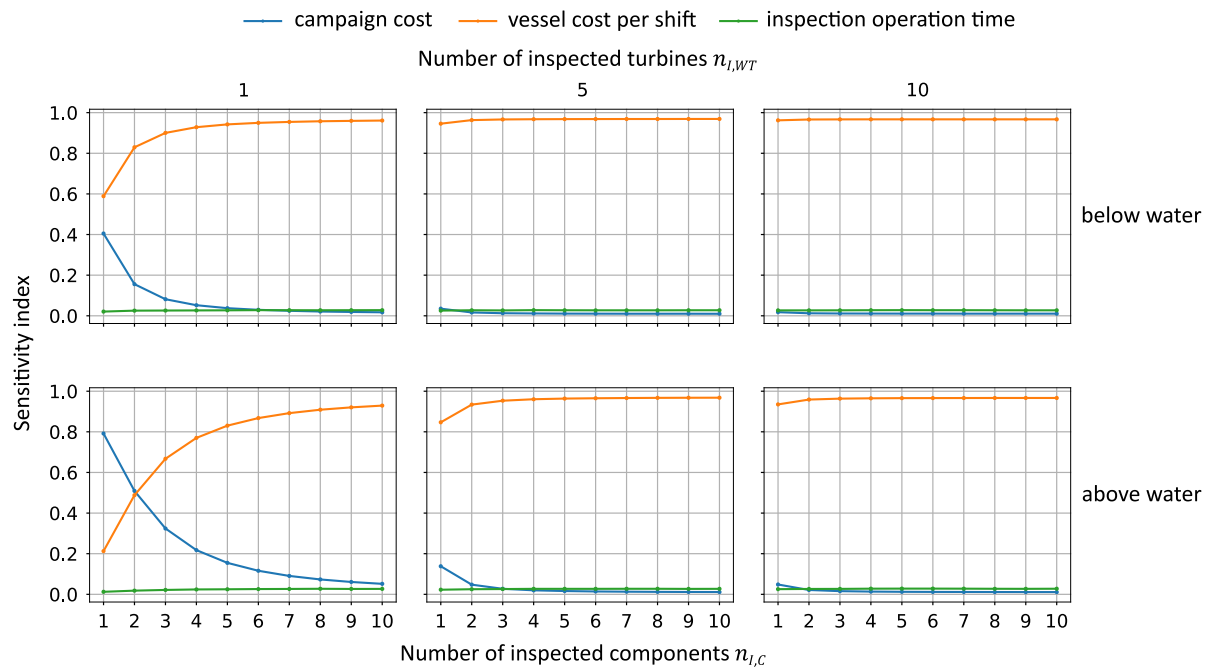 campaign cost vessel cost per shift inspection operation time
Number of inspected turbines n_{I,WT}
1 5 10
1.0
0.8
0.6
0.4
0.2
0.0
below water
Sensitivity index
1.0
0.8
0.6
0.4
0.2
0.0
above water
1 2 3 4 5 6 7 8 9 10 1 2 3 4 5 6 7 8 9 10 1 2 3 4 5 6 7 8 9 10
Number of inspected components n_{I,C}